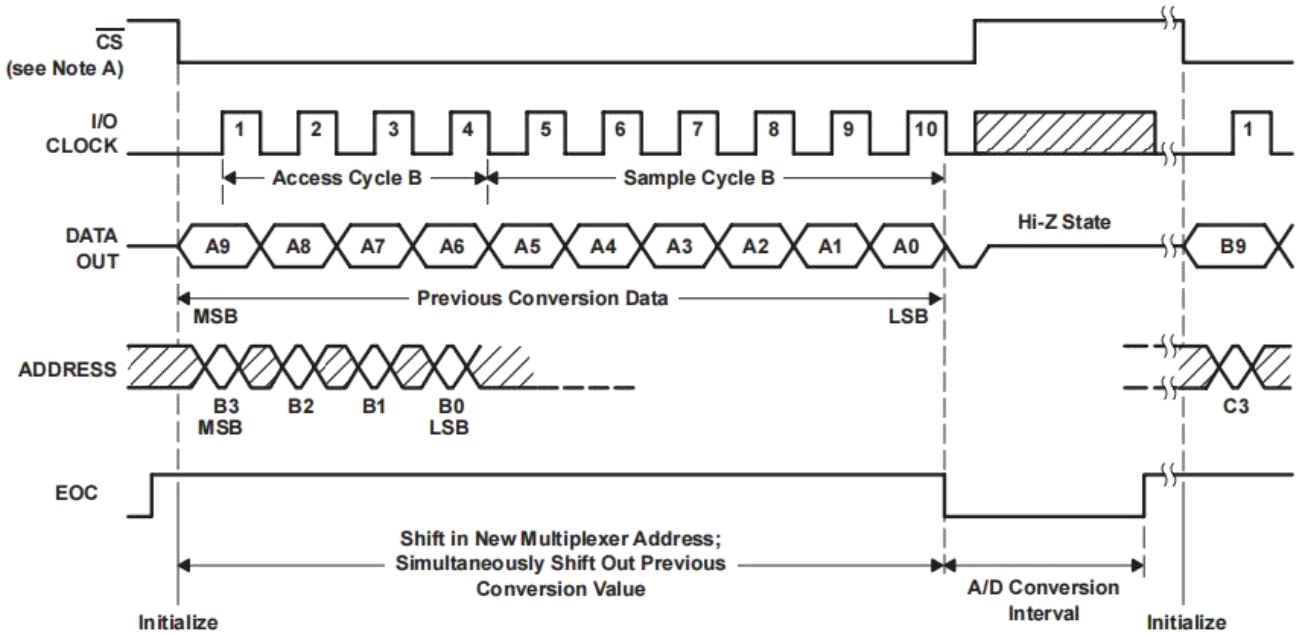 CS
(see Note A)
I/O
CLOCK
1 2 3 4 5 6 7 8 9 10 1
Access Cycle B Sample Cycle B
DATA
OUT
A9 A8 A7 A6 A5 A4 A3 A2 A1 A0 Hi-Z State B9
Previous Conversion Data
MSB LSB
ADDRESS
B3 B2 B1 B0 C3
MSB LSB
EOC
Shift in New Multiplexer Address;
Simultaneously Shift Out Previous
Conversion Value
A/D Conversion
Interval
Initialize Initialize